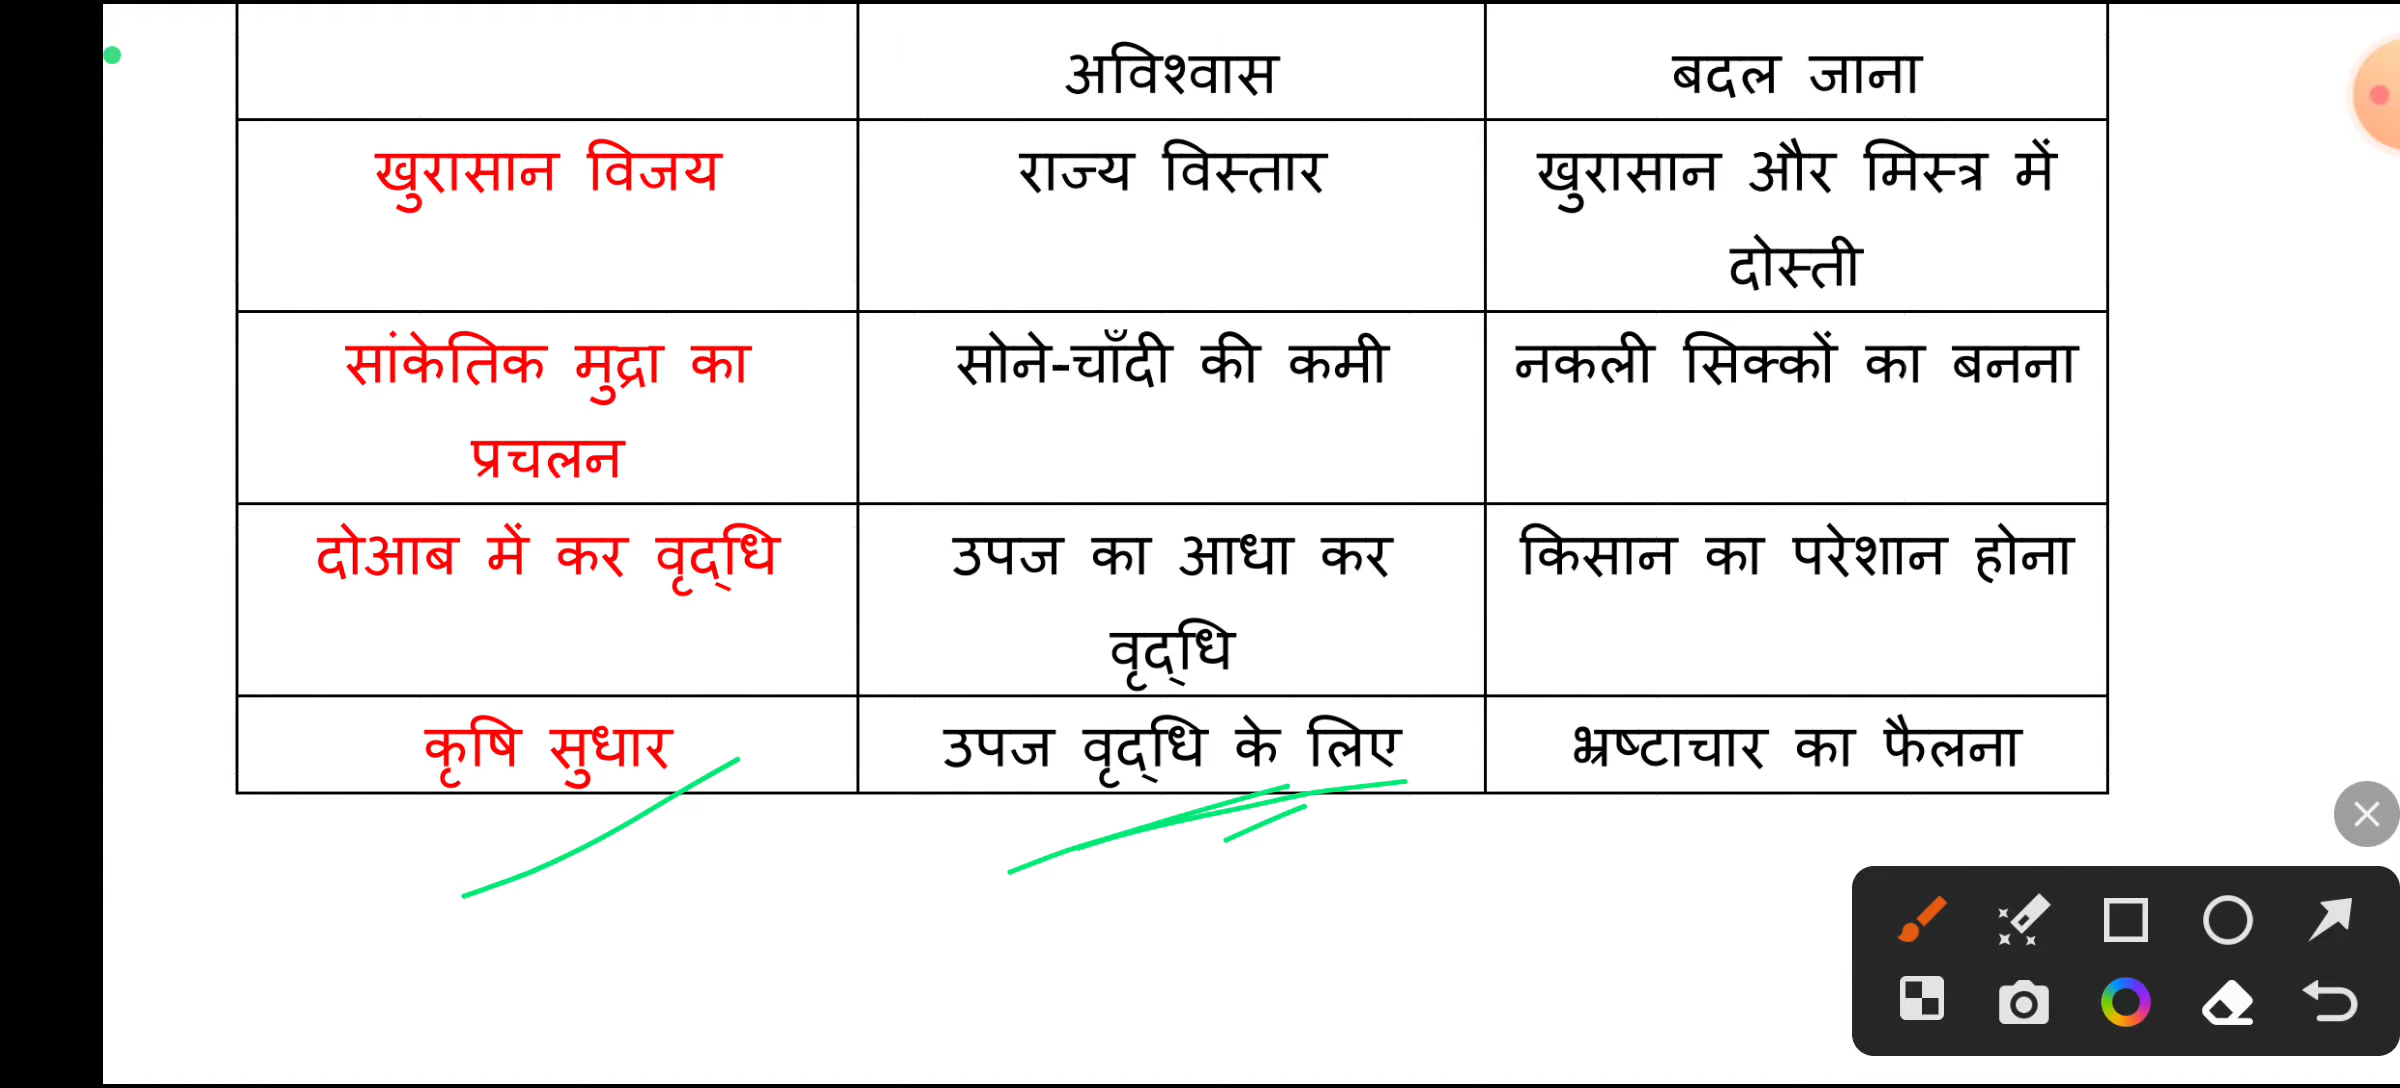 अविश्वास बदल जाना
खुरासान विजय राज्य विस्तार खुरासान और मिस्त्र में
दोस्ती
सांकेतिक मुद्रा का सोने-चाँदी की कमी नकली सिक्कों का बनना
प्रचलन
दोआब में कर वृद्‌धि उपज का आधा कर किसान का परेशान होना
वृद्‌धि
कृषि सुधार उपज वृद्‌धि के लिए भ्रष्टाचार का फैलना